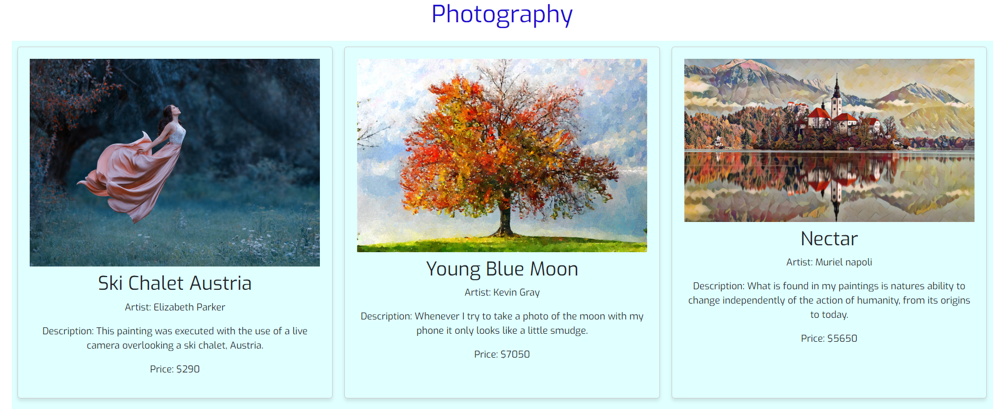 Photography
Ski Chalet Austria
Artist: Elizabeth Parker
Description: This painting was executed with the use of a live
camera overlooking a ski chalet, Austria.
Price: $290
Young Blue Moon
Artist: Kevin Gray
Description: Whenever I try to take a photo of the moon with my
phone it only looks like a little smudge.
Price: $7050
Nectar
Artist: Muriel napoli
Description: What is found in my paintings is natures ability to
change independently of the action of humanity, from its origins
to today.
Price: $5650